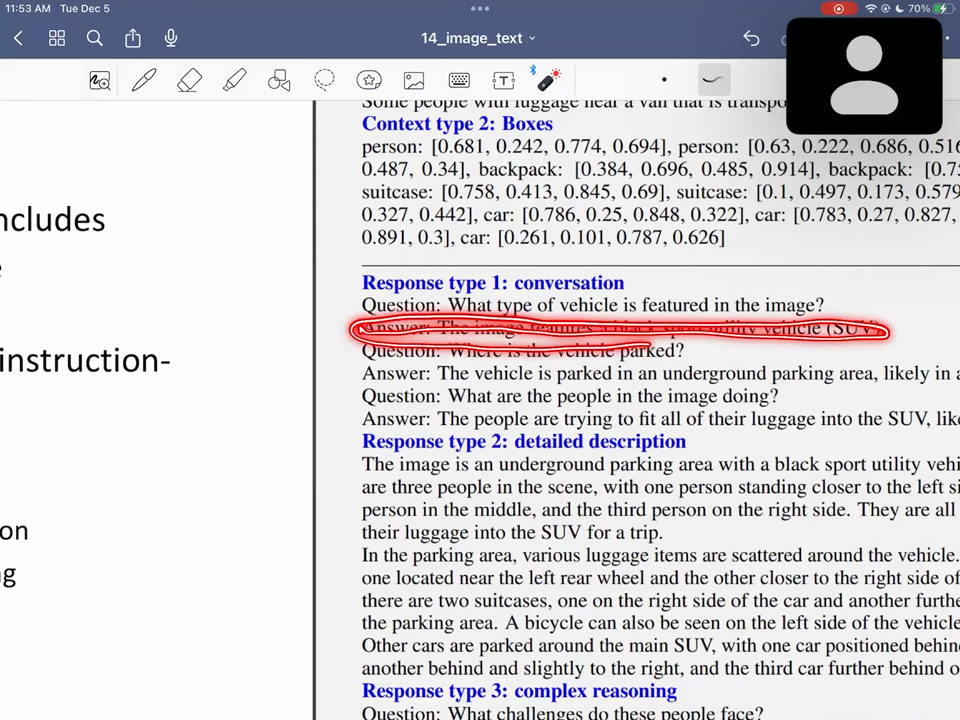 11:53 AM Tue Dec 5
70%
14_image_text
T
Some people with luggage near a van that is transpo
Context type 2: Boxes
person: [0.681, 0.242, 0.774, 0.694], person: [0.63, 0.222, 0.686, 0.516
0.487, 0.34], backpack: [0.384, 0.696, 0.485, 0.914], backpack: [0.75
suitcase: [0.758, 0.413, 0.845, 0.69], suitcase: [0.1, 0.497, 0.173, 0.579
0.327, 0.442], car: [0.786, 0.25, 0.848, 0.322], car: [0.783, 0.27, 0.827,
0.891, 0.3], car: [0.261, 0.101, 0.787, 0.626]
ncludes
e
instruction-
on
g
Response type 1: conversation
Question: What type of vehicle is featured in the image?
Answer: The image features a black sport utility vehicle (SUV)
Question: Where is the vehicle parked?
Answer: The vehicle is parked in an underground parking area, likely in a
Question: What are the people in the image doing?
Answer: The people are trying to fit all of their luggage into the SUV, lik
Response type 2: detailed description
The image is an underground parking area with a black sport utility vehi
are three people in the scene, with one person standing closer to the left si
person in the middle, and the third person on the right side. They are all
their luggage into the SUV for a trip.
In the parking area, various luggage items are scattered around the vehicle.
one located near the left rear wheel and the other closer to the right side of
there are two suitcases, one on the right side of the car and another furthe
the parking area. A bicycle can also be seen on the left side of the vehicle
Other cars are parked around the main SUV, with one car positioned behin
another behind and slightly to the right, and the third car further behind o
Response type 3: complex reasoning
Question: What challenges do these people face?